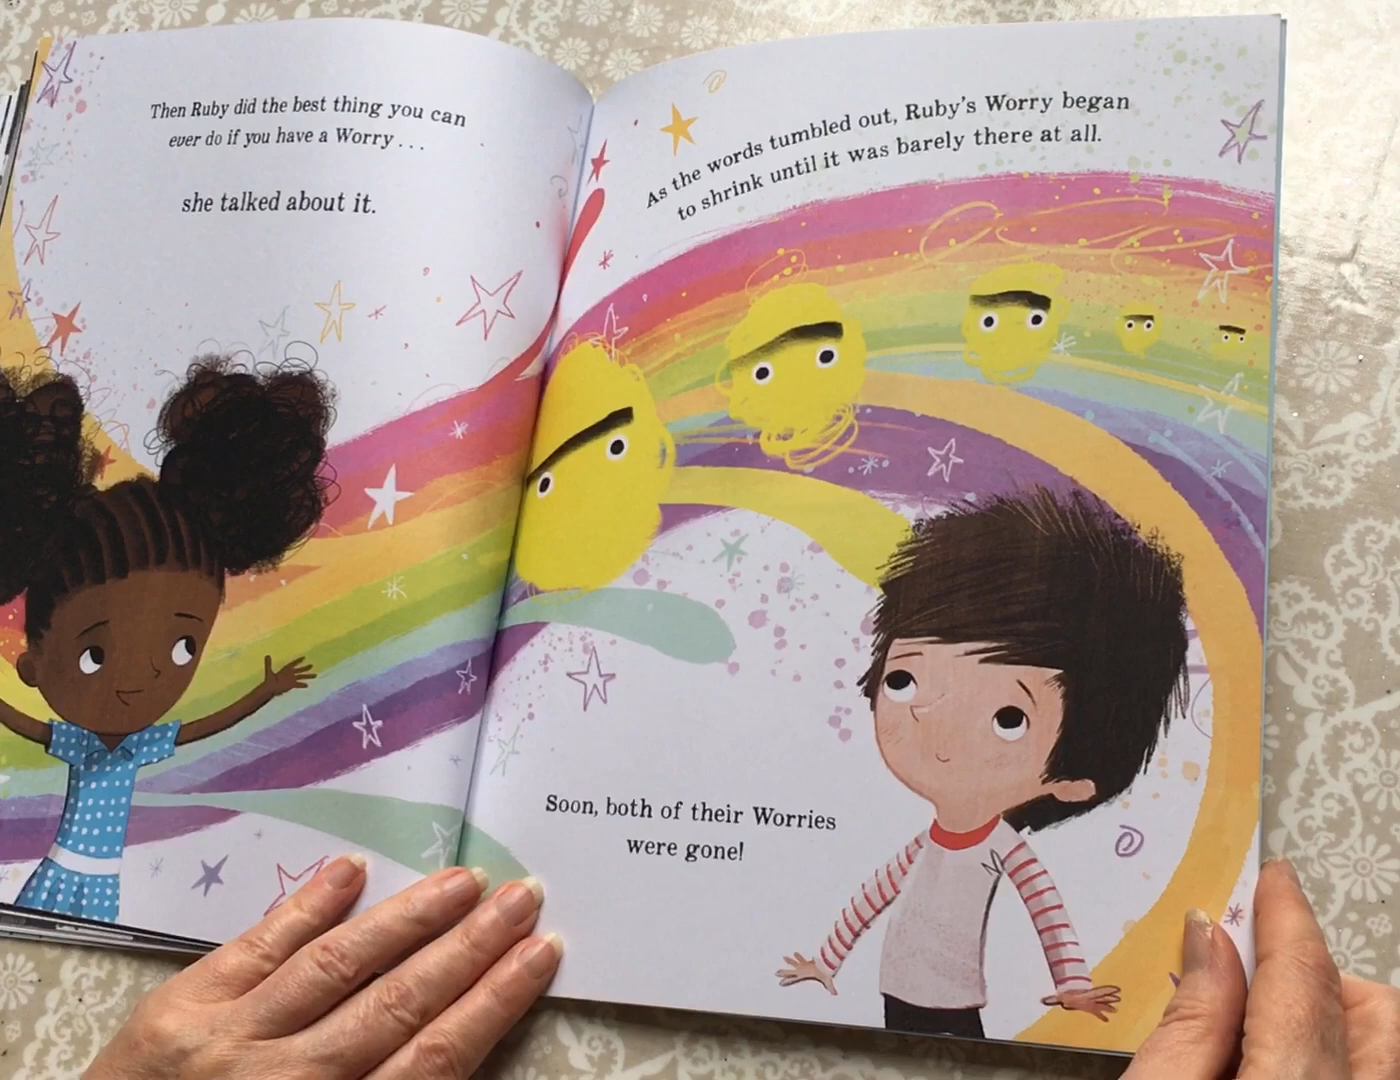 Then Ruby did the best thing you can
ever do if you have a Worry . . .
she talked about it.
As the words tumbled out, Ruby's Worry began
to shrink until it was barely there at all.
Soon, both of their Worries
were gone!